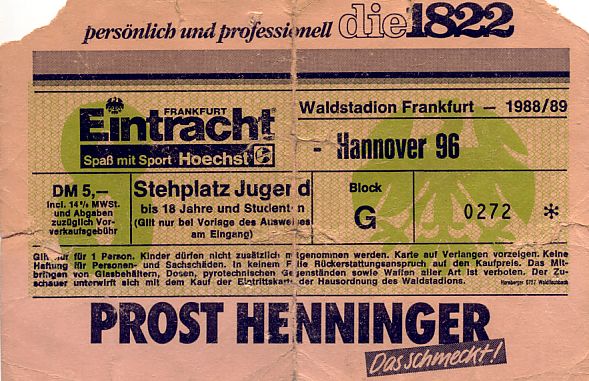 persönlich und professionell die 1822
Waldstadion Frankfurt — 1988/89
FRANKFURT
Eintracht
Spaß mit Sport Hoechst
- Hannover 96
DM 5,—
incl. 14% MWSt.
und Abgaben
zuzüglich Vor-
verkaufsgebühr
Stehplatz Jugend
bis 18 Jahre und Studenten
(Gilt nur bei Vorlage des Ausweises
am Eingang)
Block
G
0272 *
Gilt nur für 1 Person. Kinder dürfen nicht zusätzlich mitgenommen werden. Karte auf Verlangen vorzeigen. Keine
Haftung für Personen- und Sachschäden. In keinem Falle Rückerstattungsanspruch auf den Kaufpreis. Das Mit-
bringen von Glasbehältern, Dosen, pyrotechnischen Gegenständen sowie Waffen aller Art ist verboten. Der Zu-
schauer unterwirft sich mit dem Kauf der Eintrittskarte der Hausordnung des Waldstadions.
PROST HENNINGER
Das schmeckt!